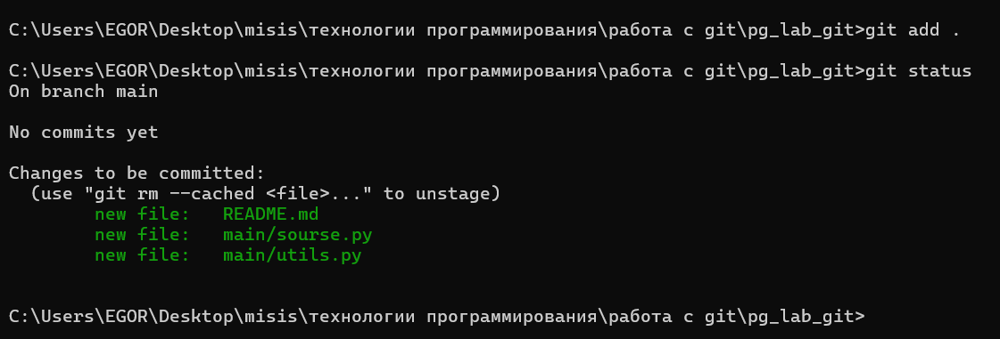 C:\Users\EGOR\Desktop\misis\технологии программирования\работа с git\pg_lab_git>git add .
C:\Users\EGOR\Desktop\misis\технологии программирования\работа с git\pg_lab_git>git status
On branch main
No commits yet
Changes to be committed:
  (use "git rm --cached <file>..." to unstage)
        new file:   README.md
        new file:   main/sourse.py
        new file:   main/utils.py
C:\Users\EGOR\Desktop\misis\технологии программирования\работа с git\pg_lab_git>